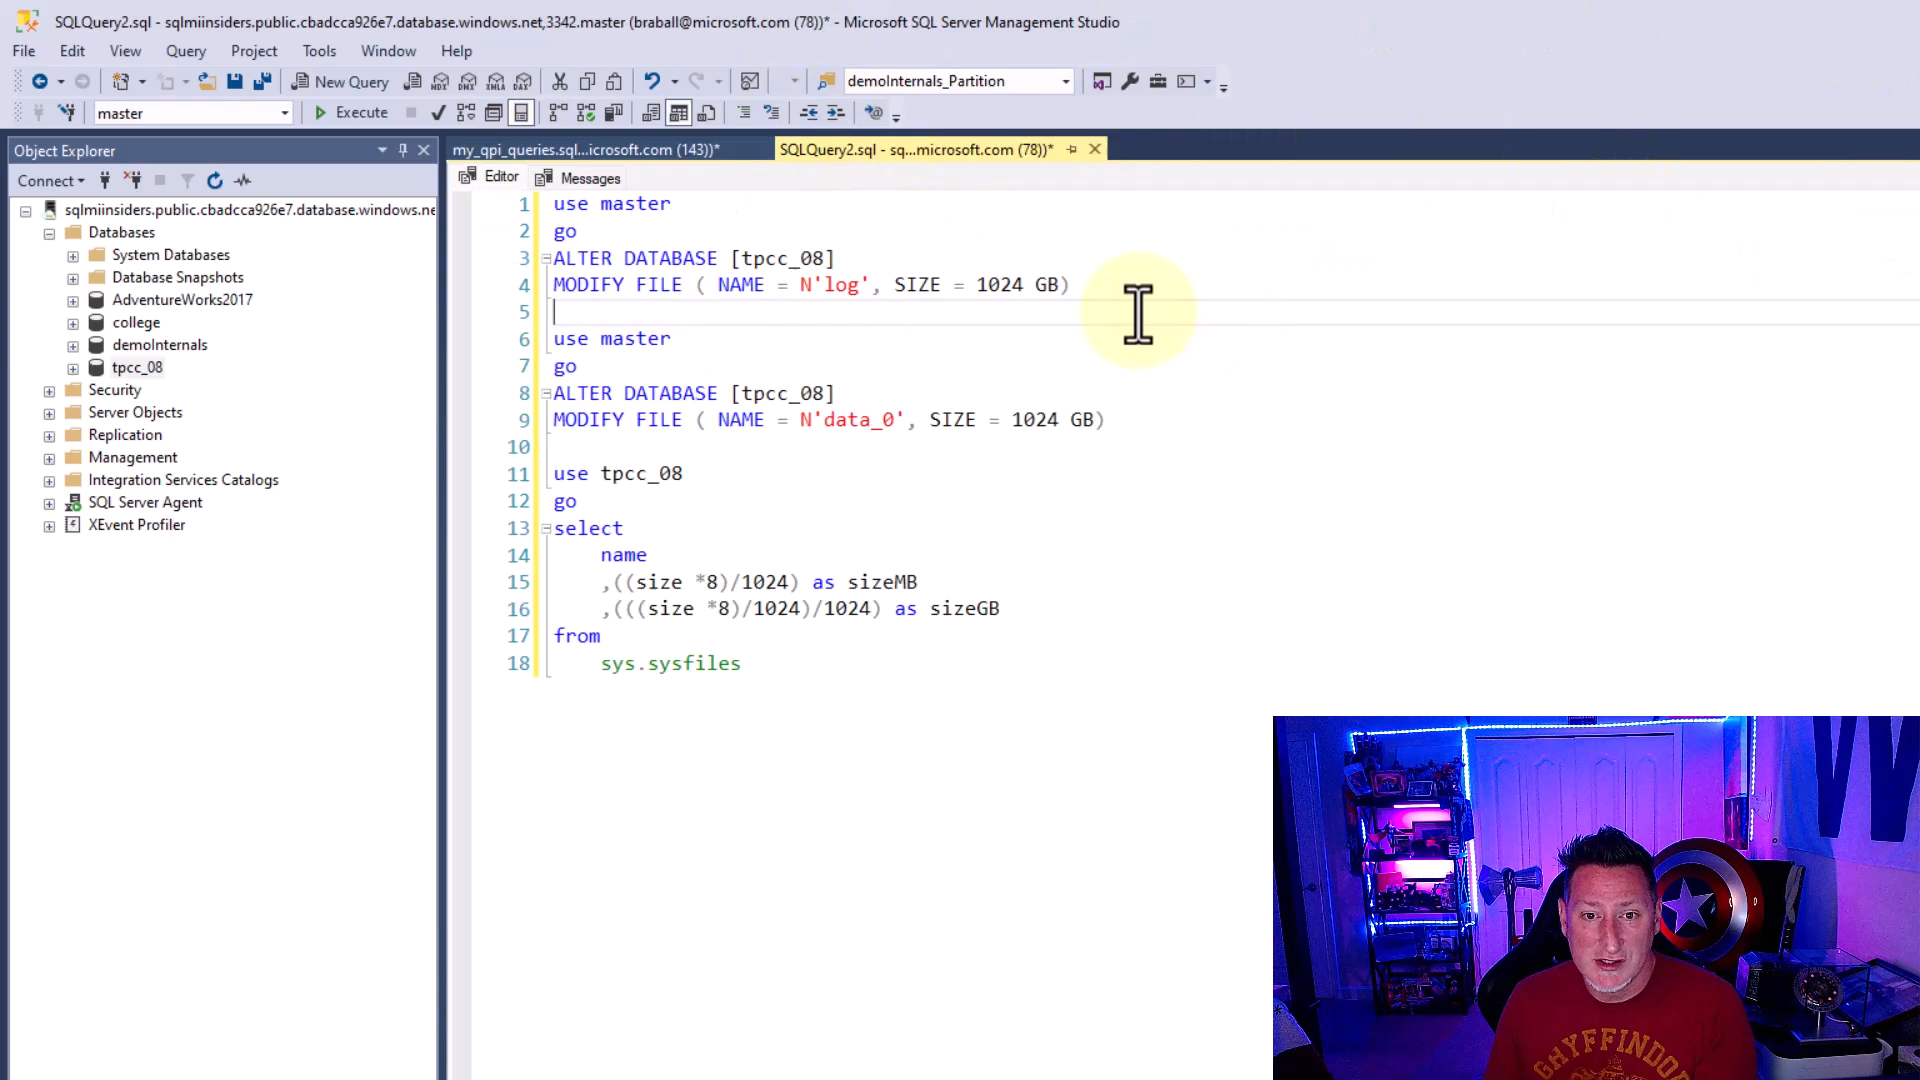 SQLQuery2.sql - sqlmiinsiders.public.cbadcca926e7.database.windows.net,3342.master (braball@microsoft.com (78))* - Microsoft SQL Server Management Studio
File Edit View Query Project Tools Window Help
New Query MDX DMX XMLA DAX demoInternals_Partition
master Execute
Object Explorer
my_qpi_queries.sql...icrosoft.com (143))*
SQLQuery2.sql - sq...microsoft.com (78))*
Connect
Editor Messages
sqlmiinsiders.public.cbadcca926e7.database.windows.ne
Databases
System Databases
Database Snapshots
AdventureWorks2017
college
demoInternals
tpcc_08
Security
Server Objects
Replication
Management
Integration Services Catalogs
SQL Server Agent
XEvent Profiler
1 use master
2 go
3 ALTER DATABASE [tpcc_08]
4 MODIFY FILE ( NAME = N'log', SIZE = 1024 GB)
5
6 use master
7 go
8 ALTER DATABASE [tpcc_08]
9 MODIFY FILE ( NAME = N'data_0', SIZE = 1024 GB)
10
11 use tpcc_08
12 go
13 select
14 name
15 ,((size *8)/1024) as sizeMB
16 ,(((size *8)/1024)/1024) as sizeGB
17 from
18 sys.sysfiles
W
GHYFFINDO